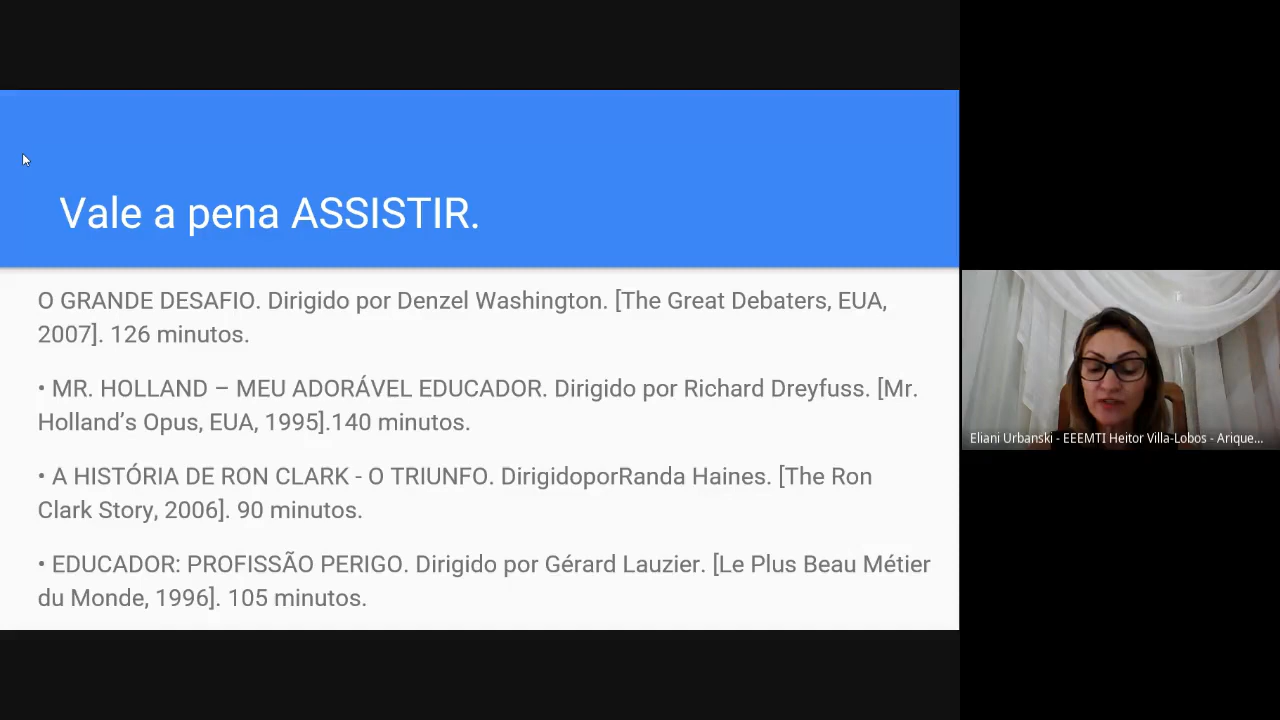 Vale a pena ASSISTIR.
O GRANDE DESAFIO. Dirigido por Denzel Washington. [The Great Debaters, EUA,
2007]. 126 minutos.
• MR. HOLLAND – MEU ADORÁVEL EDUCADOR. Dirigido por Richard Dreyfuss. [Mr.
Holland’s Opus, EUA, 1995].140 minutos.
• A HISTÓRIA DE RON CLARK - O TRIUNFO. DirigidoporRanda Haines. [The Ron
Clark Story, 2006]. 90 minutos.
• EDUCADOR: PROFISSÃO PERIGO. Dirigido por Gérard Lauzier. [Le Plus Beau Métier
du Monde, 1996]. 105 minutos.
Eliani Urbanski - EEEMTI Heitor Villa-Lobos - Arique...